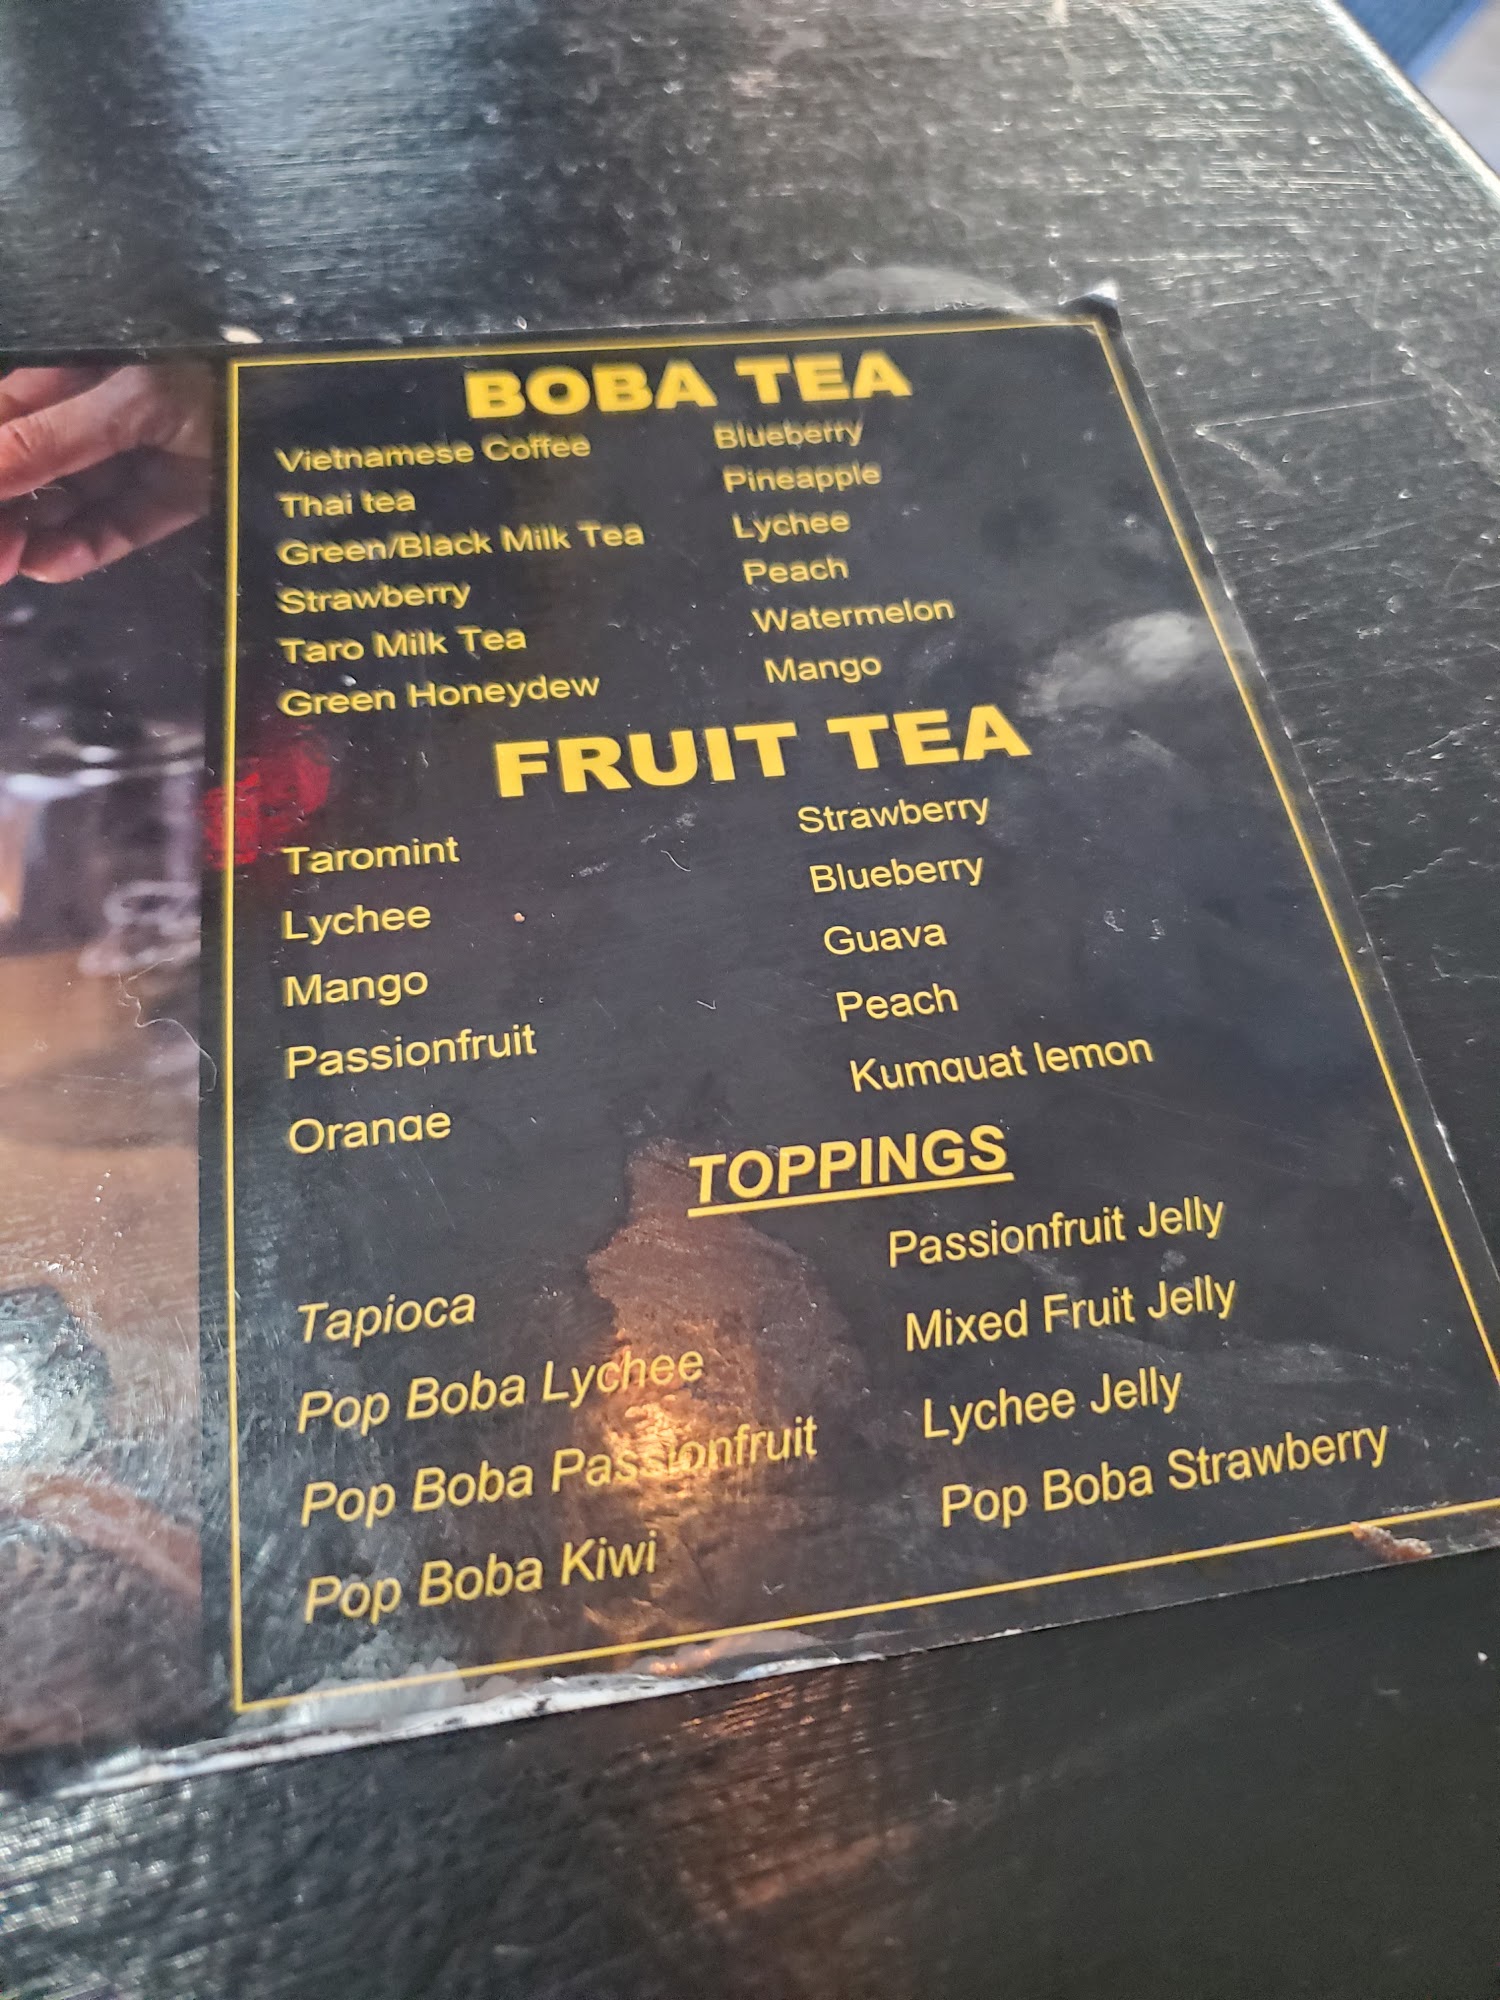 BOBA TEA
Vietnamese Coffee
Thai tea
Green/Black Milk Tea
Strawberry
Taro Milk Tea
Green Honeydew
Blueberry
Pineapple
Lychee
Peach
Watermelon
Mango
FRUIT TEA
Taromint
Lychee
Mango
Passionfruit
Orange
Strawberry
Blueberry
Guava
Peach
Kumquat lemon
TOPPINGS
Tapioca
Pop Boba Lychee
Pop Boba Passionfruit
Pop Boba Kiwi
Passionfruit Jelly
Mixed Fruit Jelly
Lychee Jelly
Pop Boba Strawberry